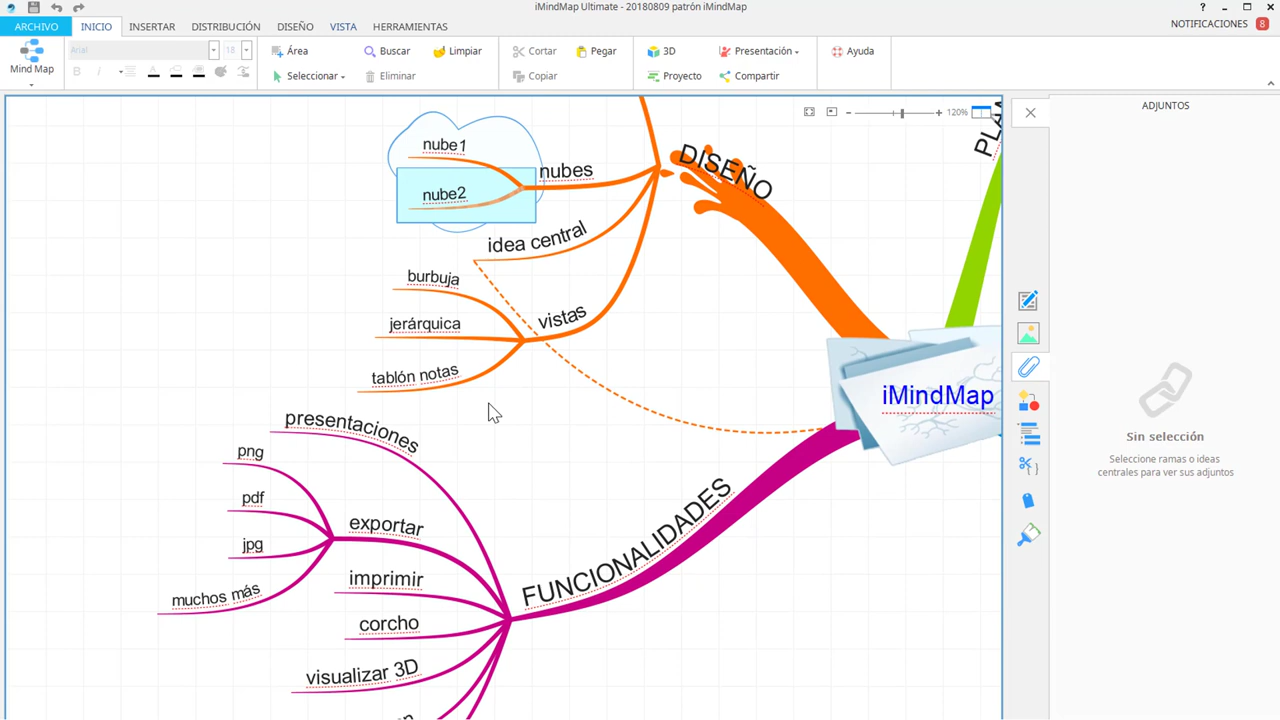 iMindMap Ultimate - 20180809 patrón iMindMap
ARCHIVO INICIO INSERTAR DISTRIBUCIÓN DISEÑO VISTA HERRAMIENTAS
NOTIFICACIONES 8
Mind Map
Arial 18
B I A
Área
Seleccionar
Buscar
Eliminar
Limpiar
Cortar
Copiar
Pegar
3D
Proyecto
Presentación
Compartir
Ayuda
120%
ADJUNTOS
nube1
nube2
nubes
DISEÑO
idea central
burbuja
vistas
jerárquica
tablón notas
iMindMap
presentaciones
png
pdf
exportar
jpg
muchos más
imprimir
FUNCIONALIDADES
corcho
visualizar 3D
Sin selección
Seleccione ramas o ideas
centrales para ver sus adjuntos